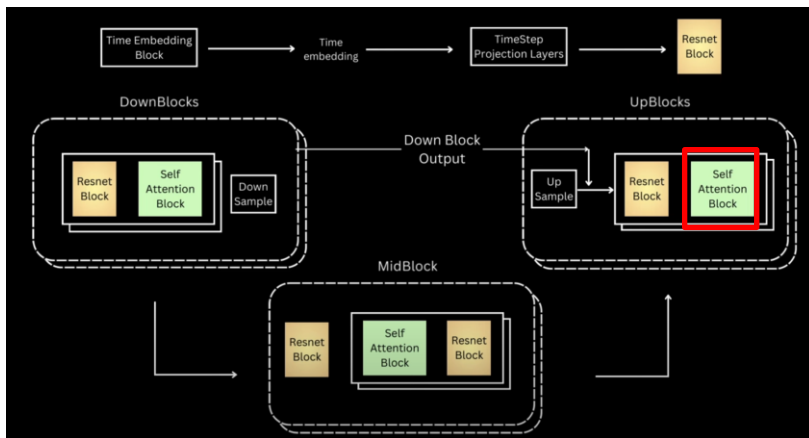 Time Embedding
Block
Time
embedding
TimeStep
Projection Layers
Resnet
Block
DownBlocks
UpBlocks
Resnet
Block
Self
Attention
Block
Down
Sample
Down Block
Output
Up
Sample
Resnet
Block
Self
Attention
Block
MidBlock
Resnet
Block
Self
Attention
Block
Resnet
Block